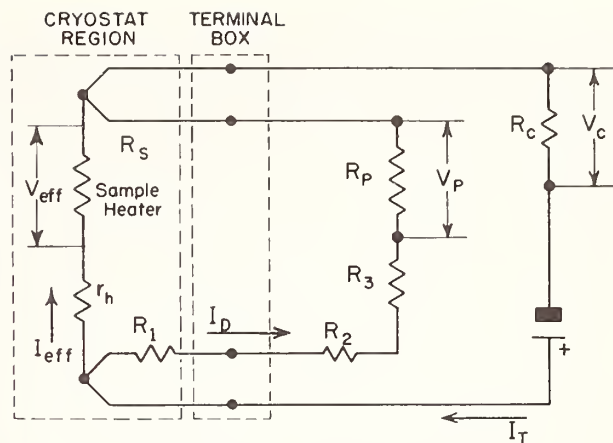 CRYOSTAT
REGION
TERMINAL
BOX
R_S
V_eff
Sample
Heater
R_P
V_P
R_C
V_C
r_h
R_3
I_eff
R_1
I_D
R_2
+
I_T